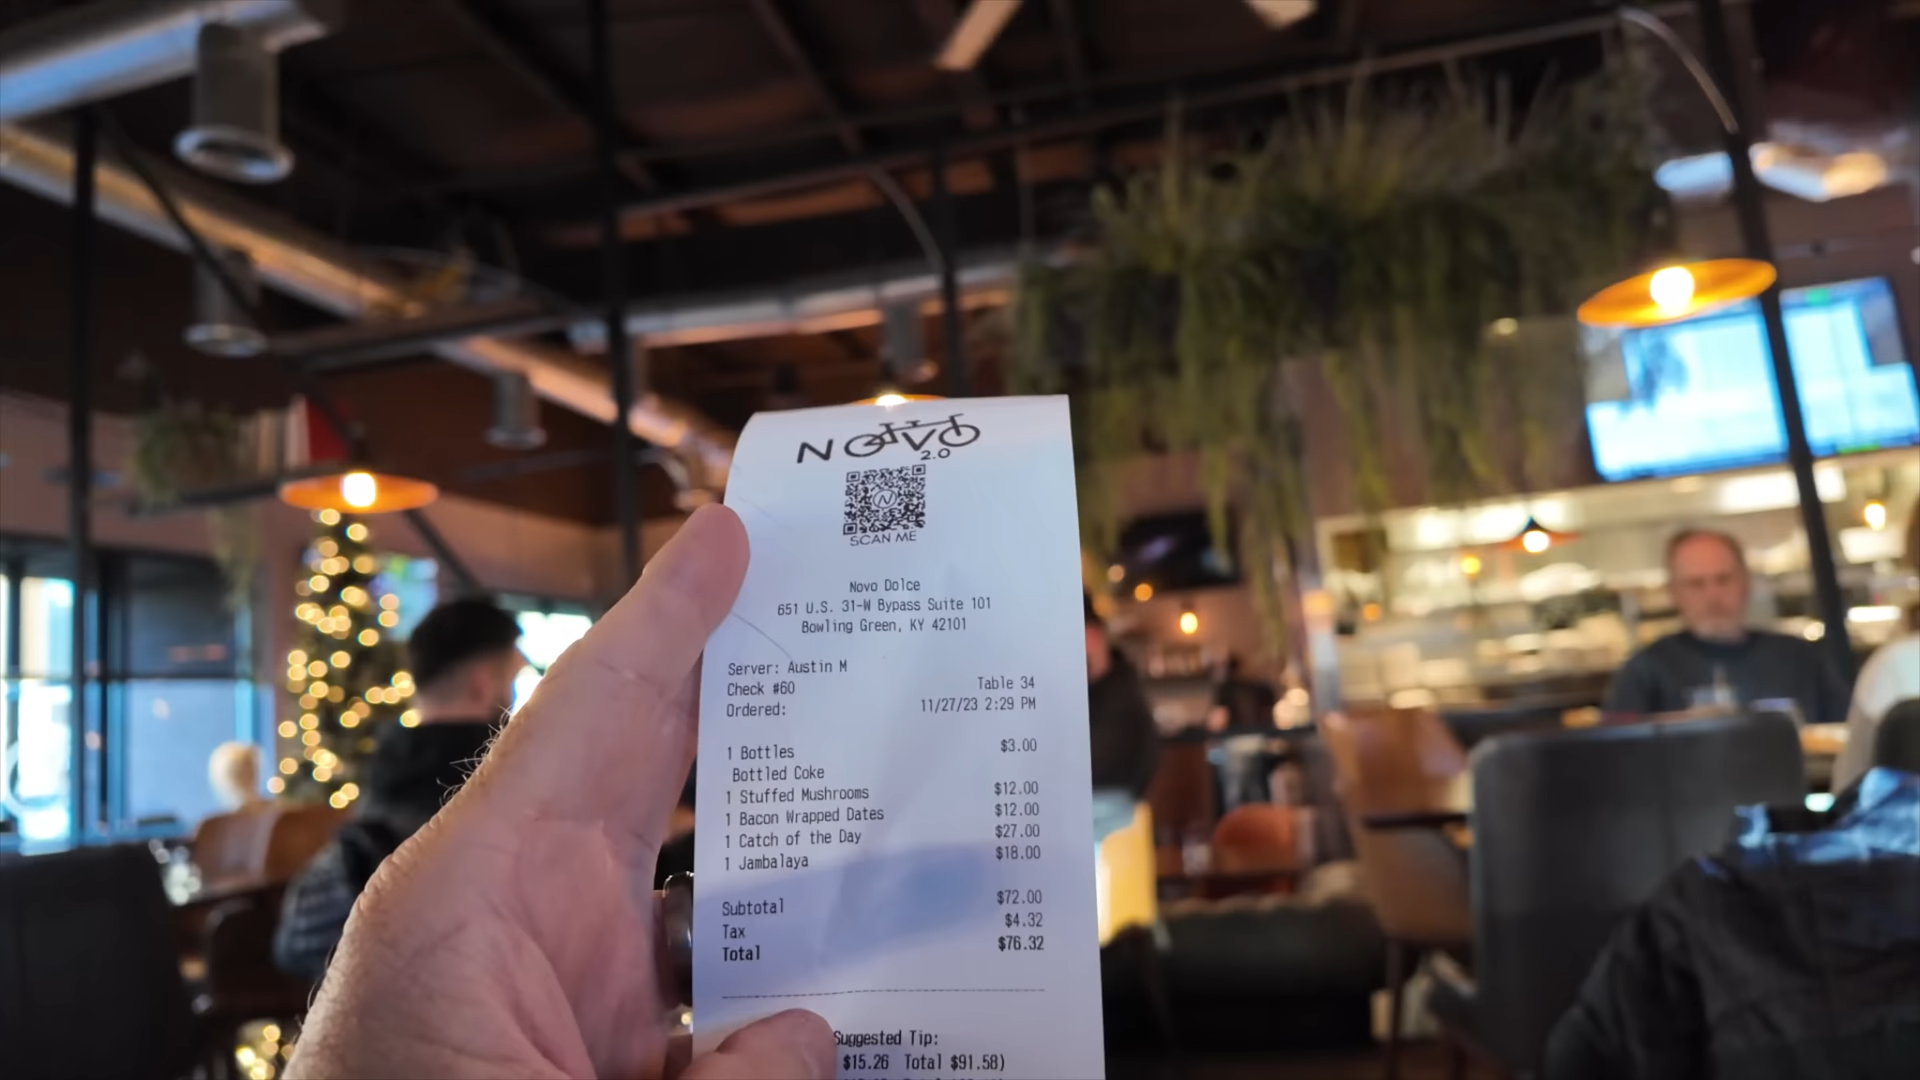 NOVO
2.0
SCAN ME
Novo Dolce
651 U.S. 31-W Bypass Suite 101
Bowling Green, KY 42101
Server: Austin M
Check #60 Table 34
Ordered: 11/27/23 2:29 PM
1 Bottles $3.00
Bottled Coke
1 Stuffed Mushrooms $12.00
1 Bacon Wrapped Dates $12.00
1 Catch of the Day $27.00
1 Jambalaya $18.00
Subtotal $72.00
Tax $4.32
Total $76.32
Suggested Tip:
$15.26 Total $91.58)